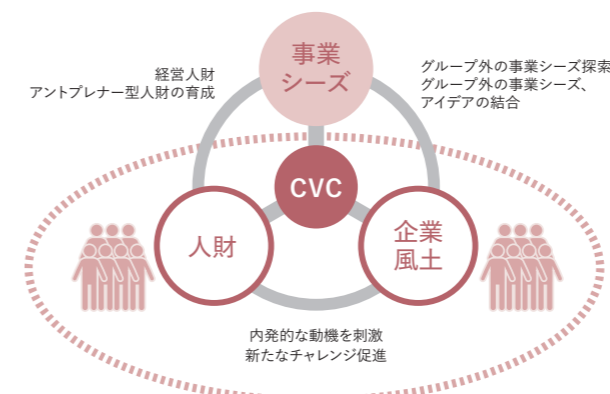 事業
シーズ
経営人財
アントプレナー型人財の育成
グループ外の事業シーズ探索
グループ外の事業シーズ、
アイデアの結合
CVC
人財
企業
風土
内発的な動機を刺激
新たなチャレンジ促進